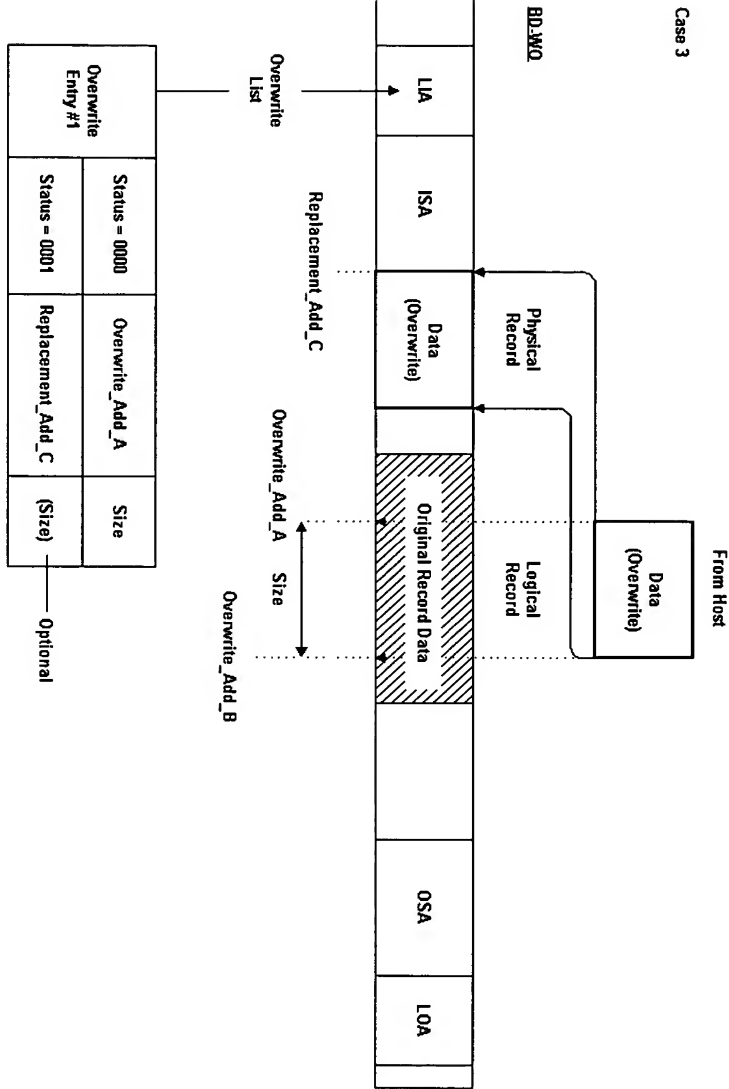 Case 3
From Host
Data
(Overwrite)
BD-WO
Physical
Record
Logical
Record
LIA
ISA
Data
(Overwrite)
Original Record Data
OSA
LOA
Replacement_Add_C
Overwrite_Add_A
Size
Overwrite_Add_B
Overwrite
List
Overwrite
Entry #1
Status = 0000
Overwrite_Add_A
Size
Status = 0001
Replacement_Add_C
(Size)
Optional